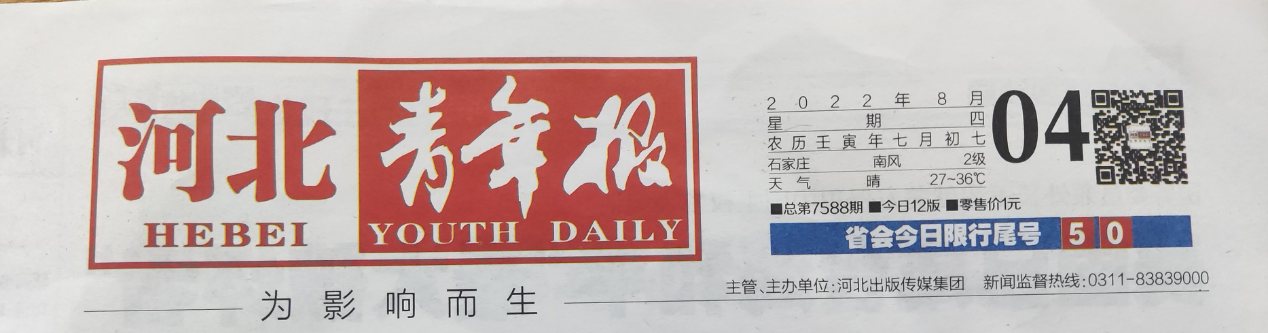 河北 青年报
HEBEI YOUTH DAILY
为影响而生
2022年8月 04
星期四
农历壬寅年七月初七
石家庄 南风 2级
天气 晴 27~36℃
■总第7588期 ■今日12版 ■零售价1元
省会今日限行尾号 5 0
主管、主办单位:河北出版传媒集团 新闻监督热线:0311-83839000